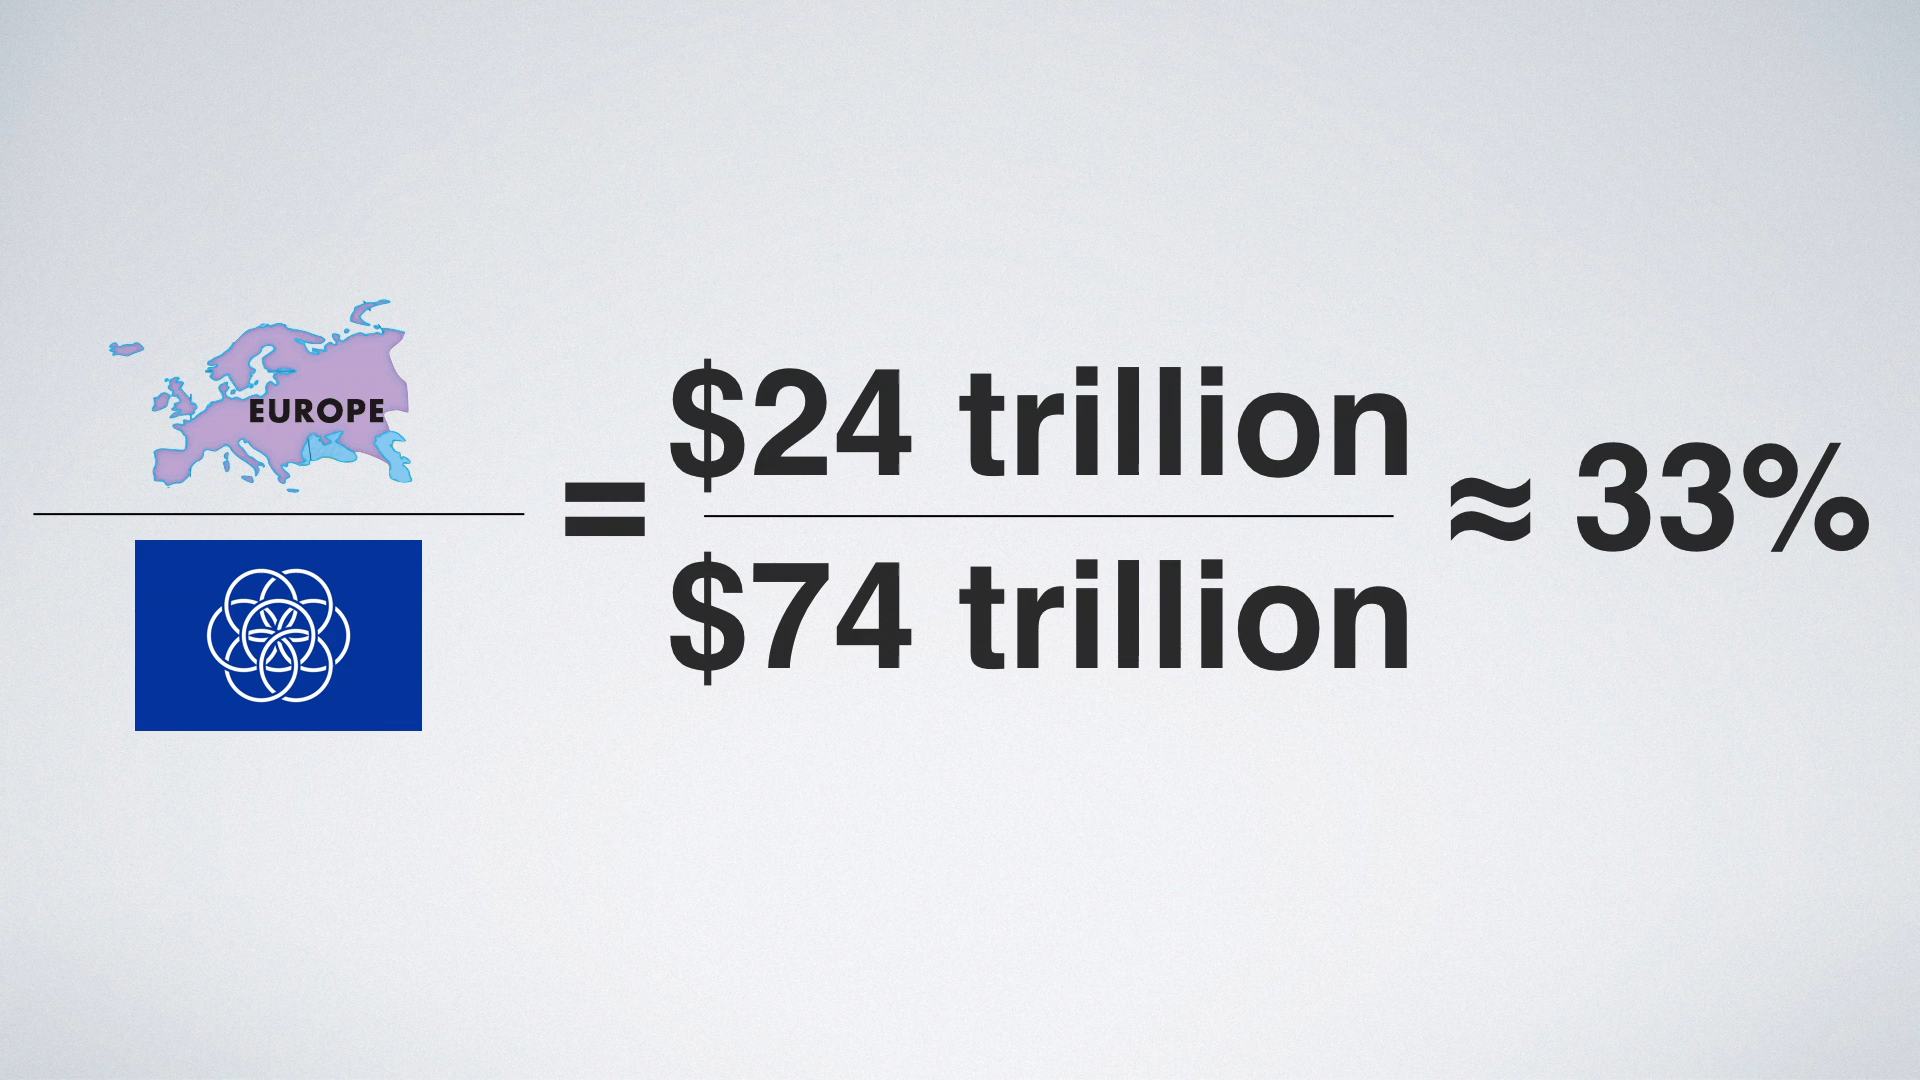 EUROPE
= $24 trillion ≈ 33%
$74 trillion